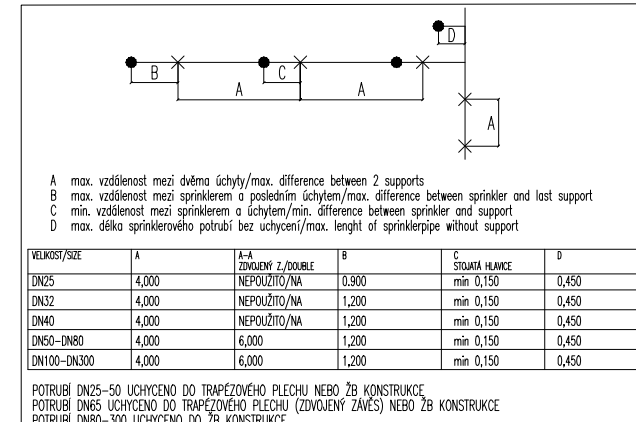 D
B
C
A
A
A
A max. vzdálenost mezi dvěma úchyty/max. difference between 2 supports
B max. vzdálenost mezi sprinklerem a posledním úchytem/max. difference between sprinkler and last support
C min. vzdálenost mezi sprinklerem a úchytem/min. difference between sprinkler and support
D max. délka sprinklerového potrubí bez uchycení/max. lenght of sprinklerpipe without support
VELIKOST/SIZE A A-A ZDVOJENÝ Z./DOUBLE B C STOJATÁ HLAVICE D
DN25 4,000 NEPOUŽITO/NA 0.900 min 0,150 0,450
DN32 4,000 NEPOUŽITO/NA 1,200 min 0,150 0,450
DN40 4,000 NEPOUŽITO/NA 1,200 min 0,150 0,450
DN50-DN80 4,000 6,000 1,200 min 0,150 0,450
DN100-DN300 4,000 6,000 1,200 min 0,150 0,450
POTRUBÍ DN25-50 UCHYCENO DO TRAPÉZOVÉHO PLECHU NEBO ŽB KONSTRUKCE
POTRUBÍ DN65 UCHYCENO DO TRAPÉZOVÉHO PLECHU (ZDVOJENÝ ZÁVĚS) NEBO ŽB KONSTRUKCE
POTRUBÍ DN80-300 UCHYCENO DO ŽB KONSTRUKCE